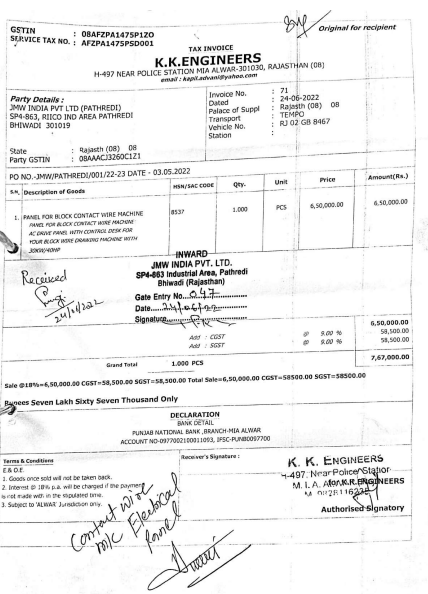 GSTIN : 08AFZPA1475P1ZO
SERVICE TAX NO. : AFZPA1475PSD001
Original for recipient
TAX INVOICE
K.K.ENGINEERS
H-497 NEAR POLICE STATION MIA ALWAR-301030, RAJASTHAN (08)
email : kapil.advani@yahoo.com
Party Details :
JMW INDIA PVT LTD (PATHREDI)
SP4-863, RIICO IND AREA PATHREDI
BHIWADI 301019
State : Rajasth (08) 08
Party GSTIN : 08AAACJ3260C1Z1
Invoice No. : 71
Dated : 24-06-2022
Palace of Suppl : Rajasth (08) 08
Transport : TEMPO
Vehicle No. : RJ 02 GB 8467
Station :
PO NO.-JMW/PATHREDI/001/22-23 DATE - 03.05.2022
S.N. Description of Goods HSN/SAC CODE Qty. Unit Price Amount(Rs.)
1. PANEL FOR BLOCK CONTACT WIRE MACHINE 8537 1.000 PCS 6,50,000.00 6,50,000.00
PANEL FOR BLOCK CONTACT WIRE MACHINE
AC DRIVE PANEL WITH CONTROL DESK FOR
YOUR BLOCK WIRE DRAWING MACHINE WITH
30KW/40HP
INWARD
JMW INDIA PVT. LTD.
SP4-863 Industrial Area, Pathredi
Bhiwadi (Rajasthan)
Gate Entry No. 047
Date 24/06/22
Signature
Received
24/06/2022
6,50,000.00
Add : CGST @ 9.00 % 58,500.00
Add : SGST @ 9.00 % 58,500.00
Grand Total 1.000 PCS 7,67,000.00
Sale @18%=6,50,000.00 CGST=58,500.00 SGST=58,500.00 Total Sale=6,50,000.00 CGST=58500.00 SGST=58500.00
Rupees Seven Lakh Sixty Seven Thousand Only
DECLARATION
BANK DETAIL
PUNJAB NATIONAL BANK ,BRANCH-MIA ALWAR
ACCOUNT NO-0977002100011093, IFSC-PUNB0097700
Terms & Conditions
E.& O.E.
1. Goods once sold will not be taken back.
2. Interest @ 18% p.a. will be charged if the payment
is not made with in the stipulated time.
3. Subject to 'ALWAR' Jurisdiction only.
Receiver's Signature :
K. K. ENGINEERS
H-497, Near Police Station
M. I. A. ALWAR
for K.K.ENGINEERS
Authorised Signatory
Contact Wire
m/c Electrical
Panel